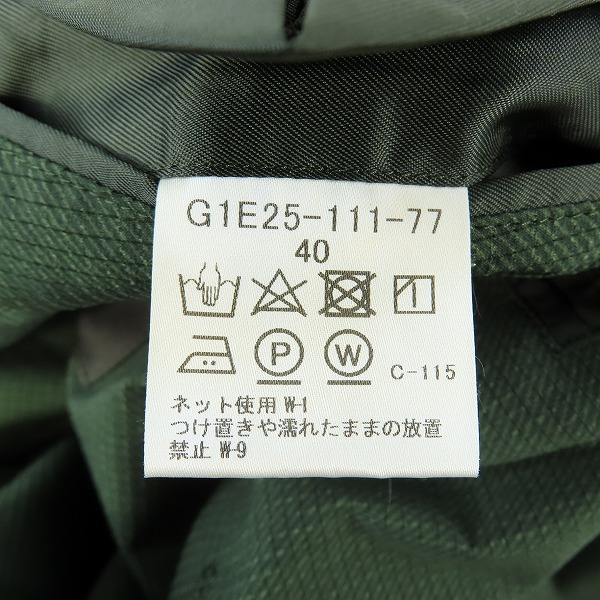 G1E25-111-77
40
P W C-115
ネット使用 W-1
つけ置きや濡れたままの放置
禁止 W-9